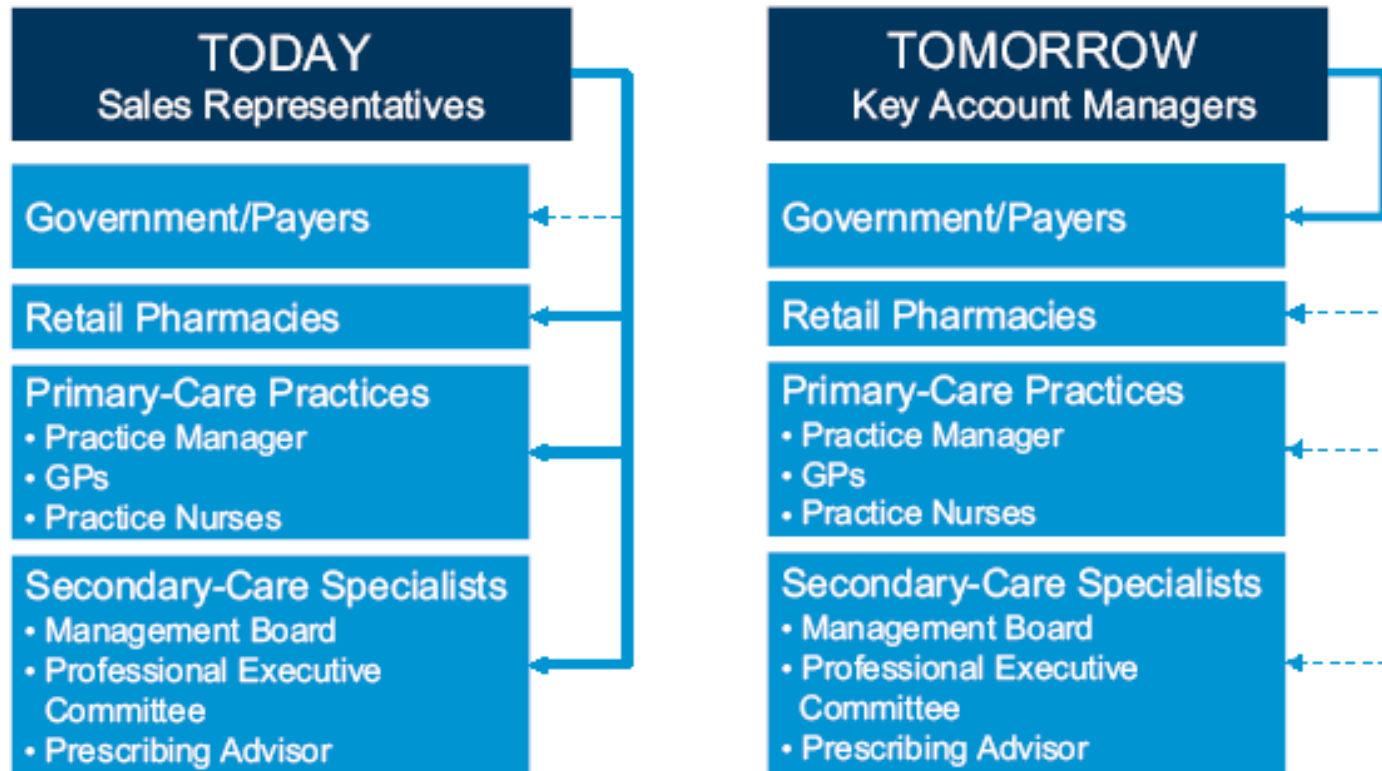 TODAY
Sales Representatives
Government/Payers
Retail Pharmacies
Primary-Care Practices
• Practice Manager
• GPs
• Practice Nurses
Secondary-Care Specialists
• Management Board
• Professional Executive
Committee
• Prescribing Advisor
TOMORROW
Key Account Managers
Government/Payers
Retail Pharmacies
Primary-Care Practices
• Practice Manager
• GPs
• Practice Nurses
Secondary-Care Specialists
• Management Board
• Professional Executive
Committee
• Prescribing Advisor